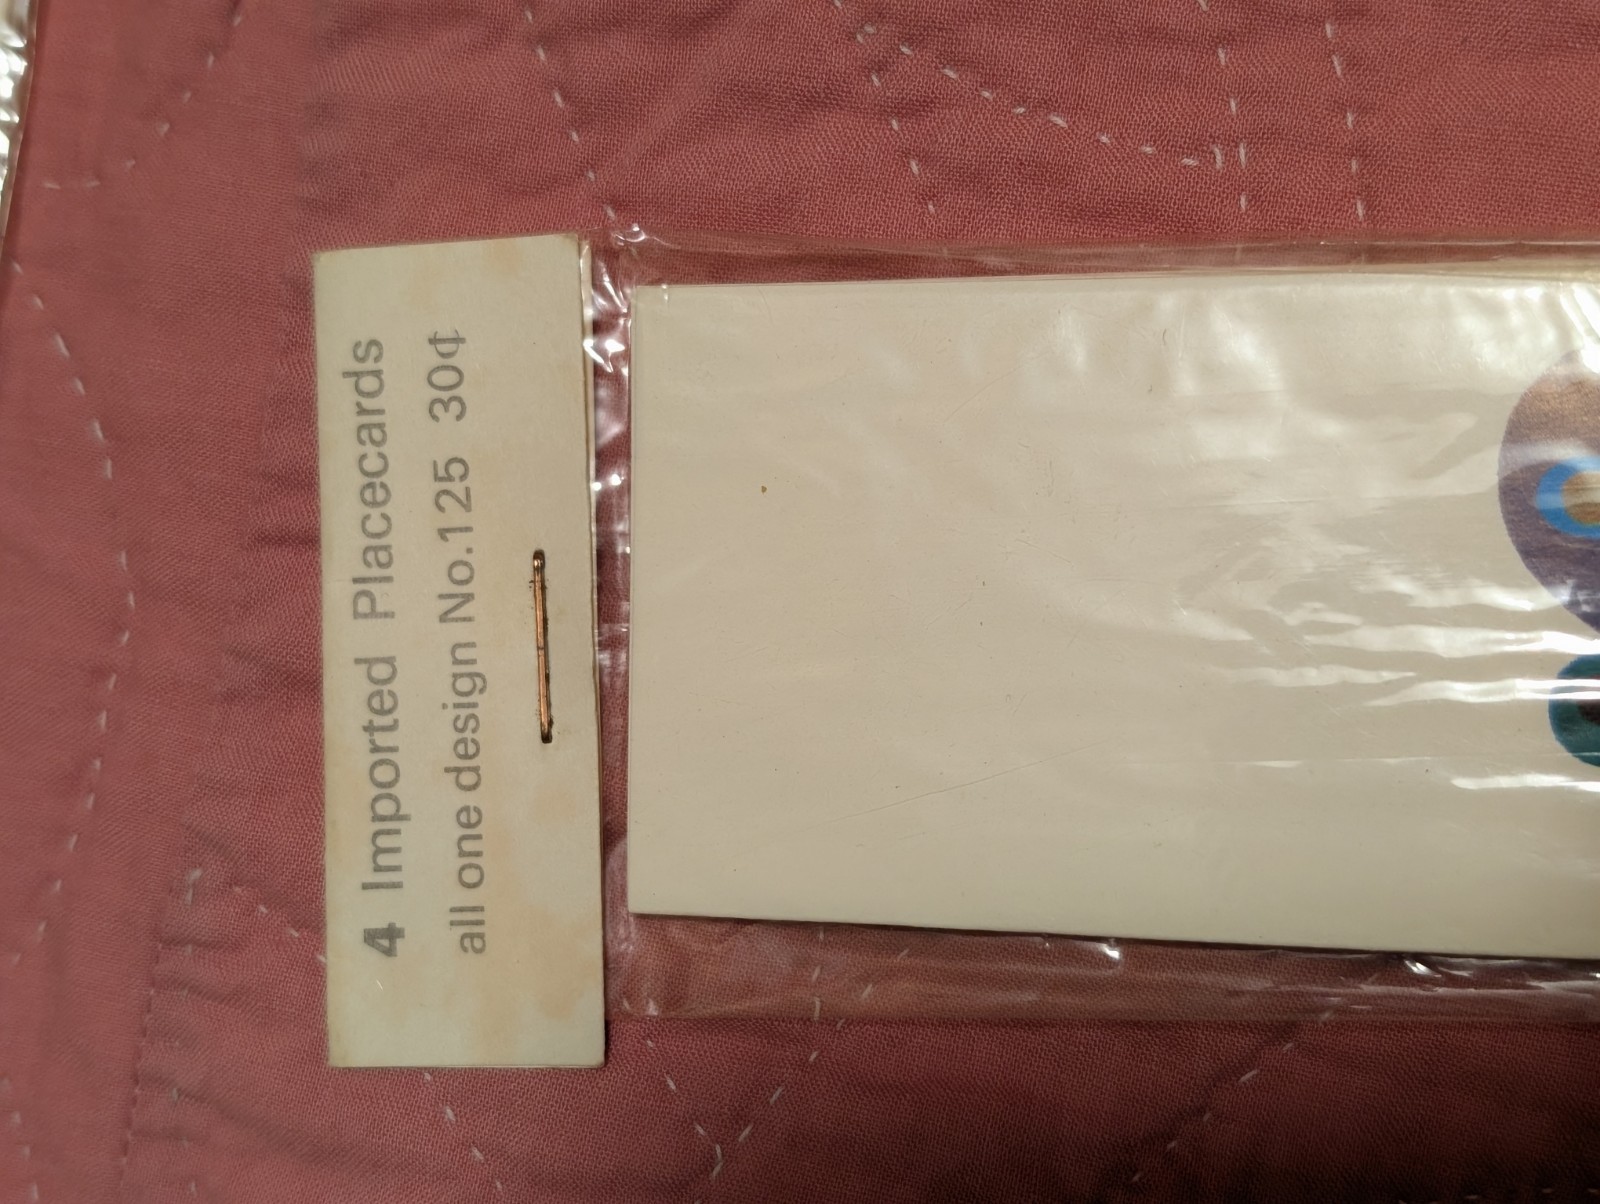 4 Imported Placecards
all one design No.125 30¢